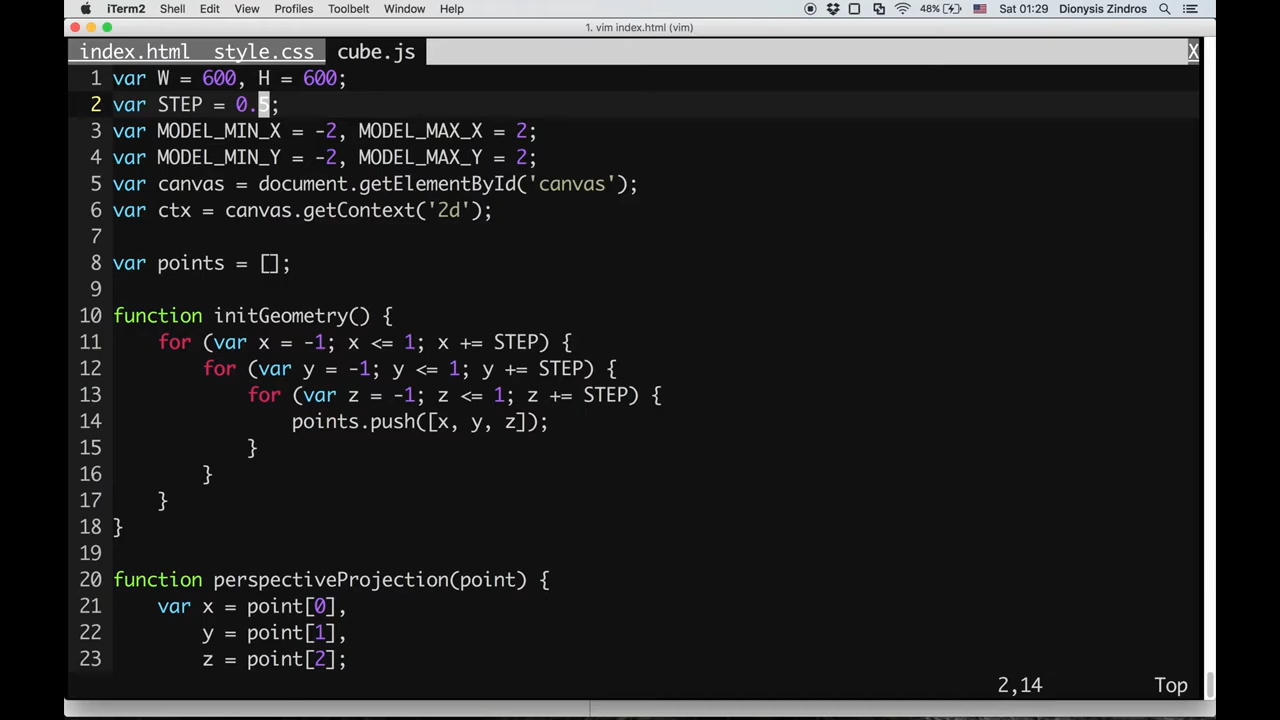 iTerm2 Shell Edit View Profiles Toolbelt Window Help 48% Sat 01:29 Dionysis Zindros
1. vim index.html (vim)
index.html style.css cube.js X
1 var W = 600, H = 600;
2 var STEP = 0.5;
3 var MODEL_MIN_X = -2, MODEL_MAX_X = 2;
4 var MODEL_MIN_Y = -2, MODEL_MAX_Y = 2;
5 var canvas = document.getElementById('canvas');
6 var ctx = canvas.getContext('2d');
7
8 var points = [];
9
10 function initGeometry() {
11 for (var x = -1; x <= 1; x += STEP) {
12 for (var y = -1; y <= 1; y += STEP) {
13 for (var z = -1; z <= 1; z += STEP) {
14 points.push([x, y, z]);
15 }
16 }
17 }
18 }
19
20 function perspectiveProjection(point) {
21 var x = point[0],
22 y = point[1],
23 z = point[2];
2,14 Top